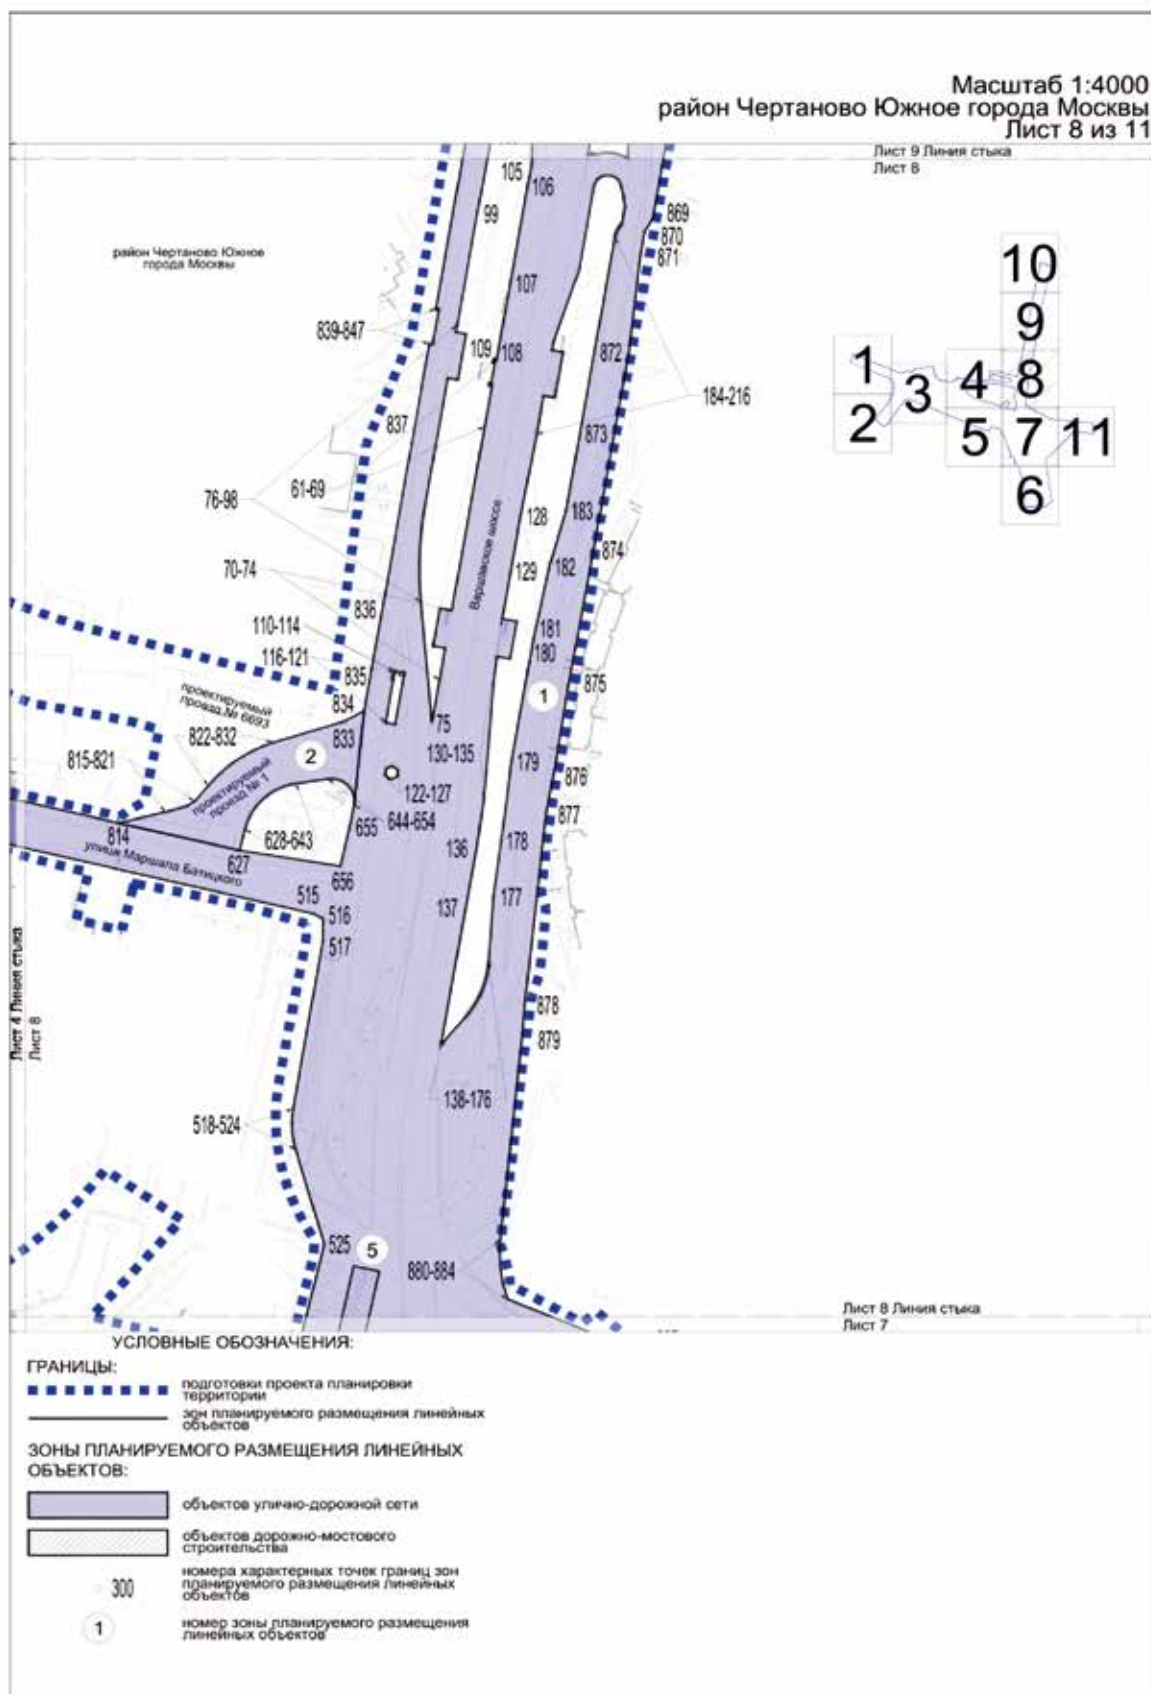 Масштаб 1:4000
район Чертаново Южное города Москвы
Лист 8 из 11
Лист 9 Линия стыка
Лист 8
район Чертаново Южное
города Москвы
105
106
99
869
870
871
107
839-847
109
108
872
184-216
837
873
76-98
61-69
128
183
Варшавское шоссе
874
70-74
129
182
836
110-114
181
116-121
180
835
875
834
проектируемый
проезд № 6693
1
75
822-832
833
130-135
2
179
815-821
876
проектируемый
проезд № 1
122-127
877
644-654
655
814
628-643
178
136
улица Маршала Батицкого
627
656
177
515
137
516
517
Лист 4 Линия стыка
Лист 8
878
879
138-176
518-524
525
5
880-884
10
9
1
4
8
3
2
5
7
11
6
Лист 8 Линия стыка
Лист 7
УСЛОВНЫЕ ОБОЗНАЧЕНИЯ:
ГРАНИЦЫ:
подготовки проекта планировки
территории
зон планируемого размещения линейных
объектов
ЗОНЫ ПЛАНИРУЕМОГО РАЗМЕЩЕНИЯ ЛИНЕЙНЫХ
ОБЪЕКТОВ:
объектов улично-дорожной сети
объектов дорожно-мостового
строительства
300
номера характерных точек границ зон
планируемого размещения линейных
объектов
1
номер зоны планируемого размещения
линейных объектов